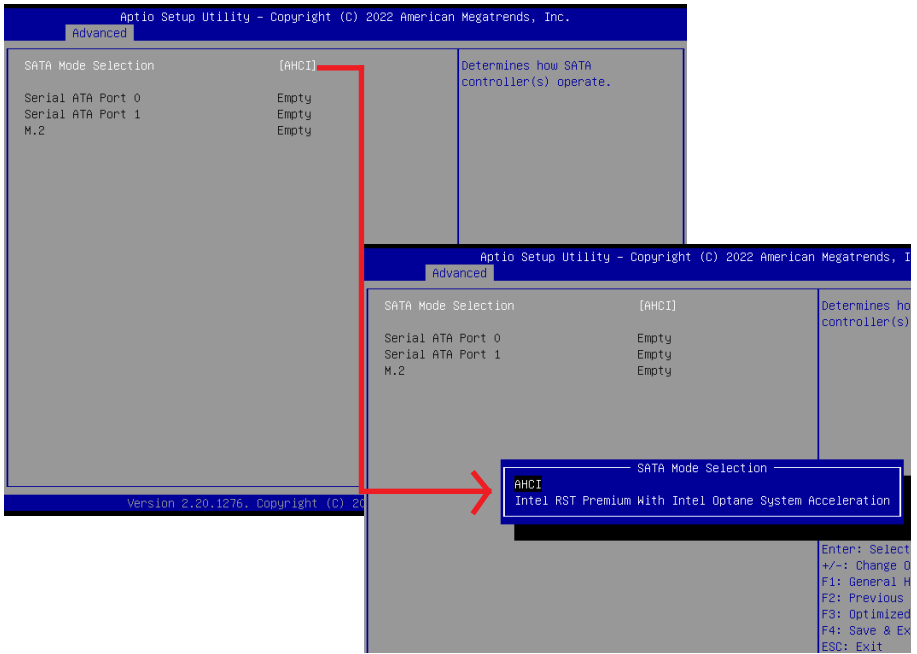 Aptio Setup Utility – Copyright (C) 2022 American Megatrends, Inc.
Advanced
SATA Mode Selection [AHCI]
Serial ATA Port 0 Empty
Serial ATA Port 1 Empty
M.2 Empty
Determines how SATA
controller(s) operate.
Version 2.20.1276. Copyright (C) 20
Aptio Setup Utility – Copyright (C) 2022 American Megatrends, I
Advanced
SATA Mode Selection [AHCI]
Serial ATA Port 0 Empty
Serial ATA Port 1 Empty
M.2 Empty
Determines ho
controller(s)
SATA Mode Selection
AHCI
Intel RST Premium With Intel Optane System Acceleration
Enter: Select
+/-: Change O
F1: General H
F2: Previous
F3: Optimized
F4: Save & Ex
ESC: Exit